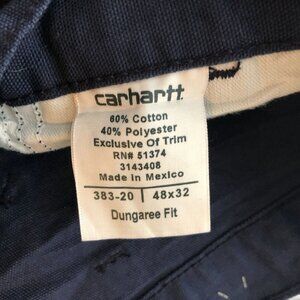 carhartt
60% Cotton
40% Polyester
Exclusive Of Trim
RN# 51374
3143408
Made In Mexico
383-20 48x32
Dungaree Fit